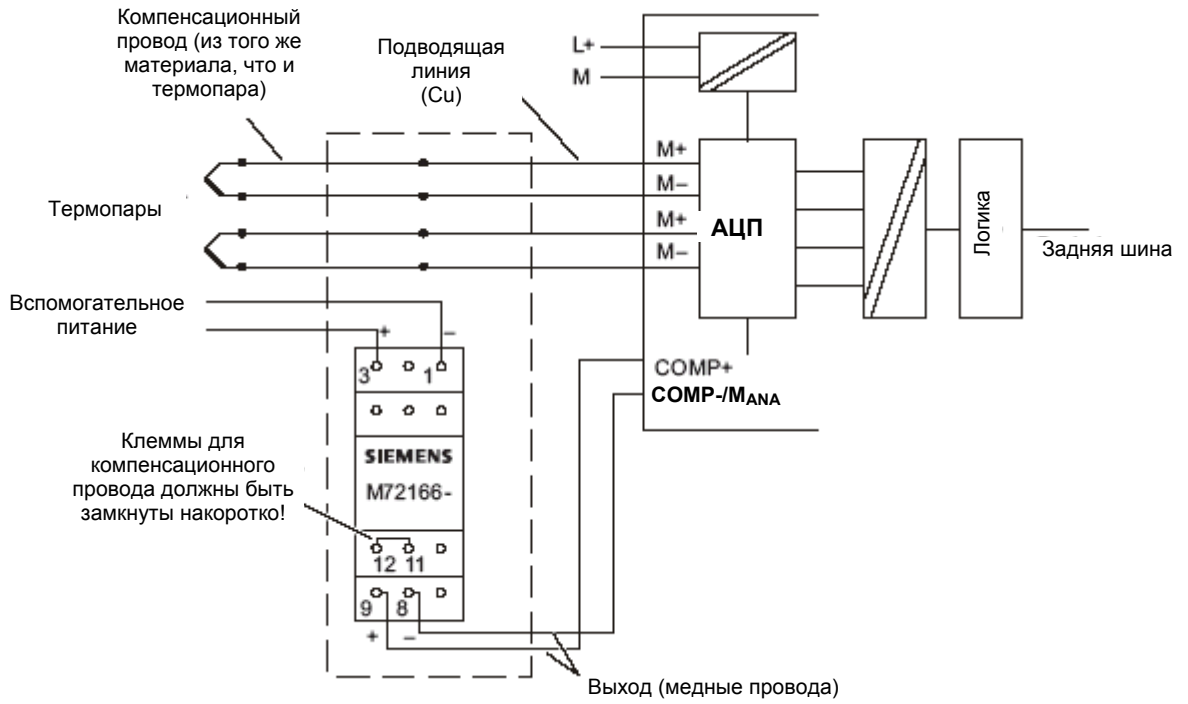 Компенсационный
провод (из того же
материала, что и
термопара)
Подводящая
линия
(Cu)
L+
M
M+
M–
M+
M–
АЦП
Логика
Задняя шина
Термопары
Вспомогательное
питание
+
–
3
1
COMP+
COMP-/MANA
SIEMENS
M72166-
Клеммы для
компенсационного
провода должны быть
замкнуты накоротко!
12 11
9
8
+
–
Выход (медные провода)